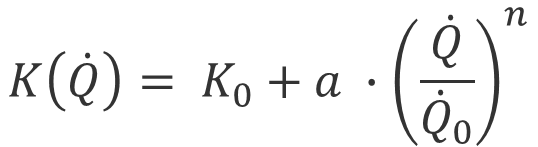 K(Q̇) = K₀ + a · (Q̇/Q̇₀)ⁿ